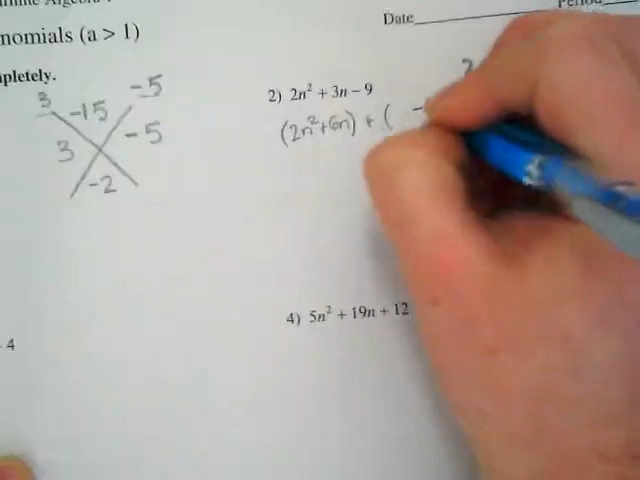 Date
nomials (a > 1)
pletely.
3 -15 -5
3 -5
-2
2) 2n² + 3n − 9
(2n²+6n) + ( −
4) 5n² + 19n + 12
4